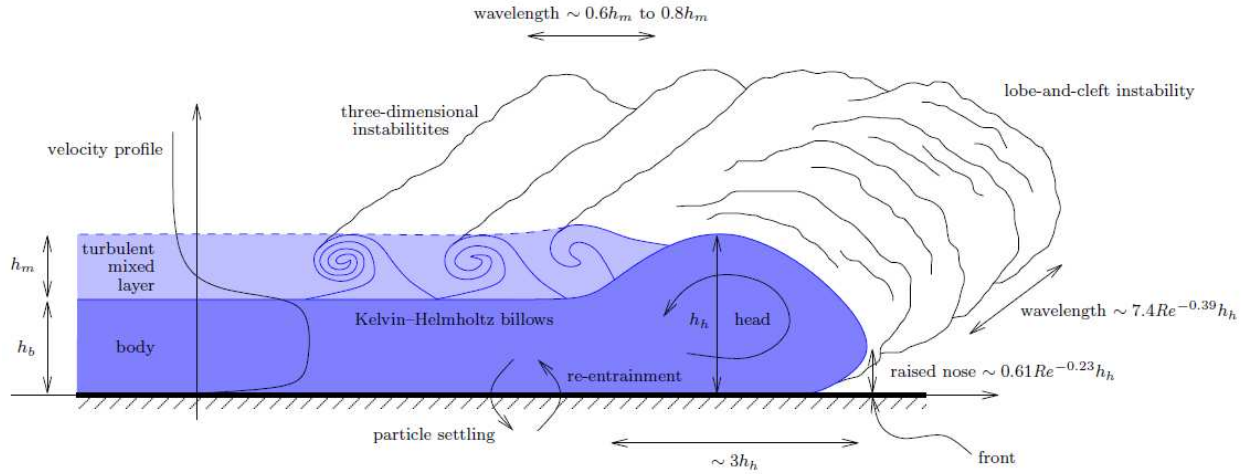 wavelength ∼ 0.6h_m to 0.8h_m
three-dimensional
instabilitites
lobe-and-cleft instability
velocity profile
turbulent
mixed
layer
h_m
Kelvin–Helmholtz billows
h_h
head
wavelength ∼ 7.4Re^{−0.39}h_h
h_b
body
re-entrainment
raised nose ∼ 0.61Re^{−0.23}h_h
particle settling
∼ 3h_h
front